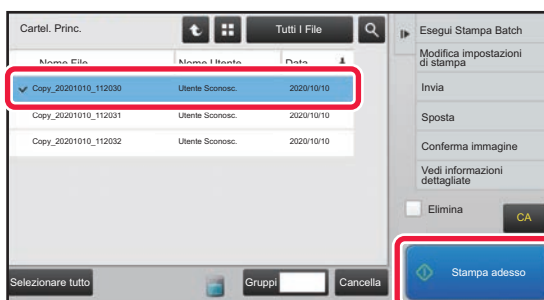 Cartel. Princ.
Tutti I File
Nome File Nome Utente Data
Copy_20201010_112030 Utente Sconosc. 2020/10/10
Copy_20201010_112031 Utente Sconosc. 2020/10/10
Copy_20201010_112032 Utente Sconosc. 2020/10/10
Selezionare tutto
Gruppi
Cancella
Esegui Stampa Batch
Modifica impostazioni
di stampa
Invia
Sposta
Conferma immagine
Vedi informazioni
dettagliate
Elimina
CA
Stampa adesso